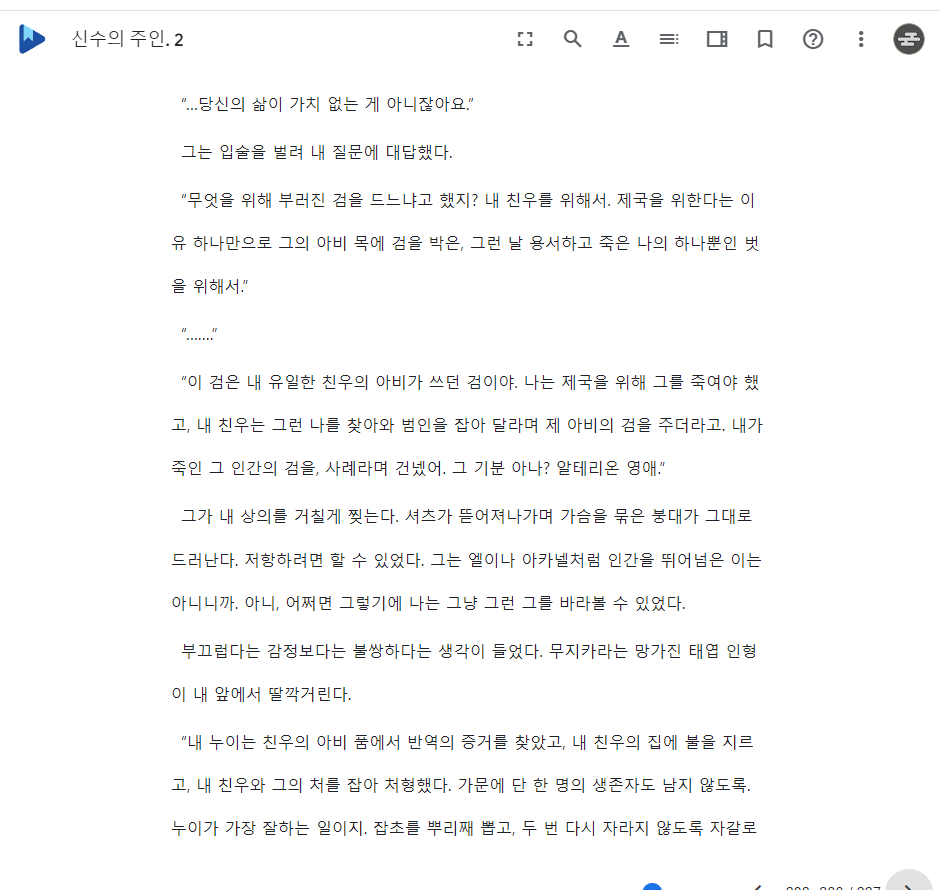 신수의 주인. 2
"...당신의 삶이 가치 없는 게 아니잖아요."
그는 입술을 벌려 내 질문에 대답했다.
"무엇을 위해 부러진 검을 드느냐고 했지? 내 친우를 위해서. 제국을 위한다는 이
유 하나만으로 그의 아비 목에 검을 박은, 그런 날 용서하고 죽은 나의 하나뿐인 벗
을 위해서."
"......."
"이 검은 내 유일한 친우의 아비가 쓰던 검이야. 나는 제국을 위해 그를 죽여야 했
고, 내 친우는 그런 나를 찾아와 범인을 잡아 달라며 제 아비의 검을 주더라고. 내가
죽인 그 인간의 검을, 사례라며 건넸어. 그 기분 아나? 알테리온 영애."
그가 내 상의를 거칠게 찢는다. 셔츠가 뜯어져나가며 가슴을 묶은 붕대가 그대로
드러난다. 저항하려면 할 수 있었다. 그는 엘이나 아카넬처럼 인간을 뛰어넘은 이는
아니니까. 아니, 어쩌면 그렇기에 나는 그냥 그런 그를 바라볼 수 있었다.
부끄럽다는 감정보다는 불쌍하다는 생각이 들었다. 무지카라는 망가진 태엽 인형
이 내 앞에서 딸깍거린다.
"내 누이는 친우의 아비 품에서 반역의 증거를 찾았고, 내 친우의 집에 불을 지르
고, 내 친우와 그의 처를 잡아 처형했다. 가문에 단 한 명의 생존자도 남지 않도록.
누이가 가장 잘하는 일이지. 잡초를 뿌리째 뽑고, 두 번 다시 자라지 않도록 자갈로